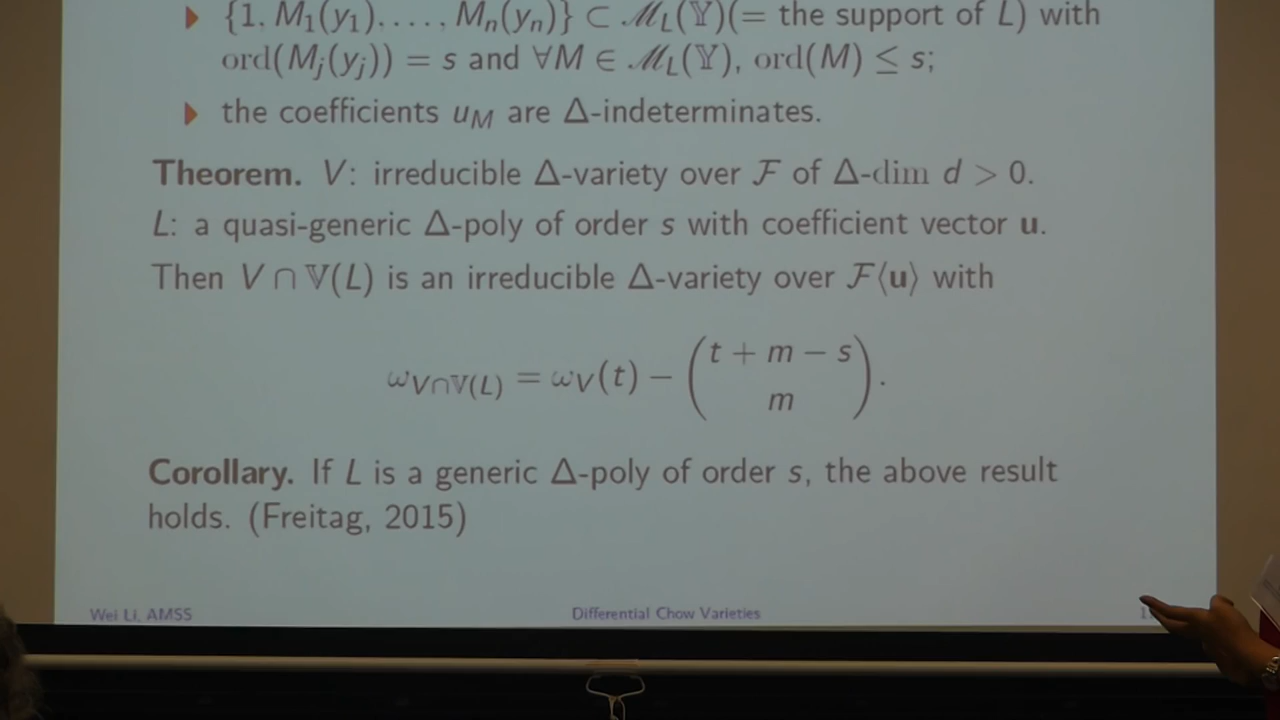 ▶ {1, M₁(y₁), . . . , Mₙ(yₙ)} ⊂ ℳ_L(𝕐)(= the support of L) with
ord(Mⱼ(yⱼ)) = s and ∀M ∈ ℳ_L(𝕐), ord(M) ≤ s;
▶ the coefficients u_M are Δ-indeterminates.
Theorem. V: irreducible Δ-variety over ℱ of Δ-dim d > 0.
L: a quasi-generic Δ-poly of order s with coefficient vector u.
Then V ∩ 𝕍(L) is an irreducible Δ-variety over ℱ⟨u⟩ with
ω_{V∩𝕍(L)} = ω_V(t) − \binom{t + m − s}{m}.
Corollary. If L is a generic Δ-poly of order s, the above result
holds. (Freitag, 2015)
Wei Li, AMSS Differential Chow Varieties